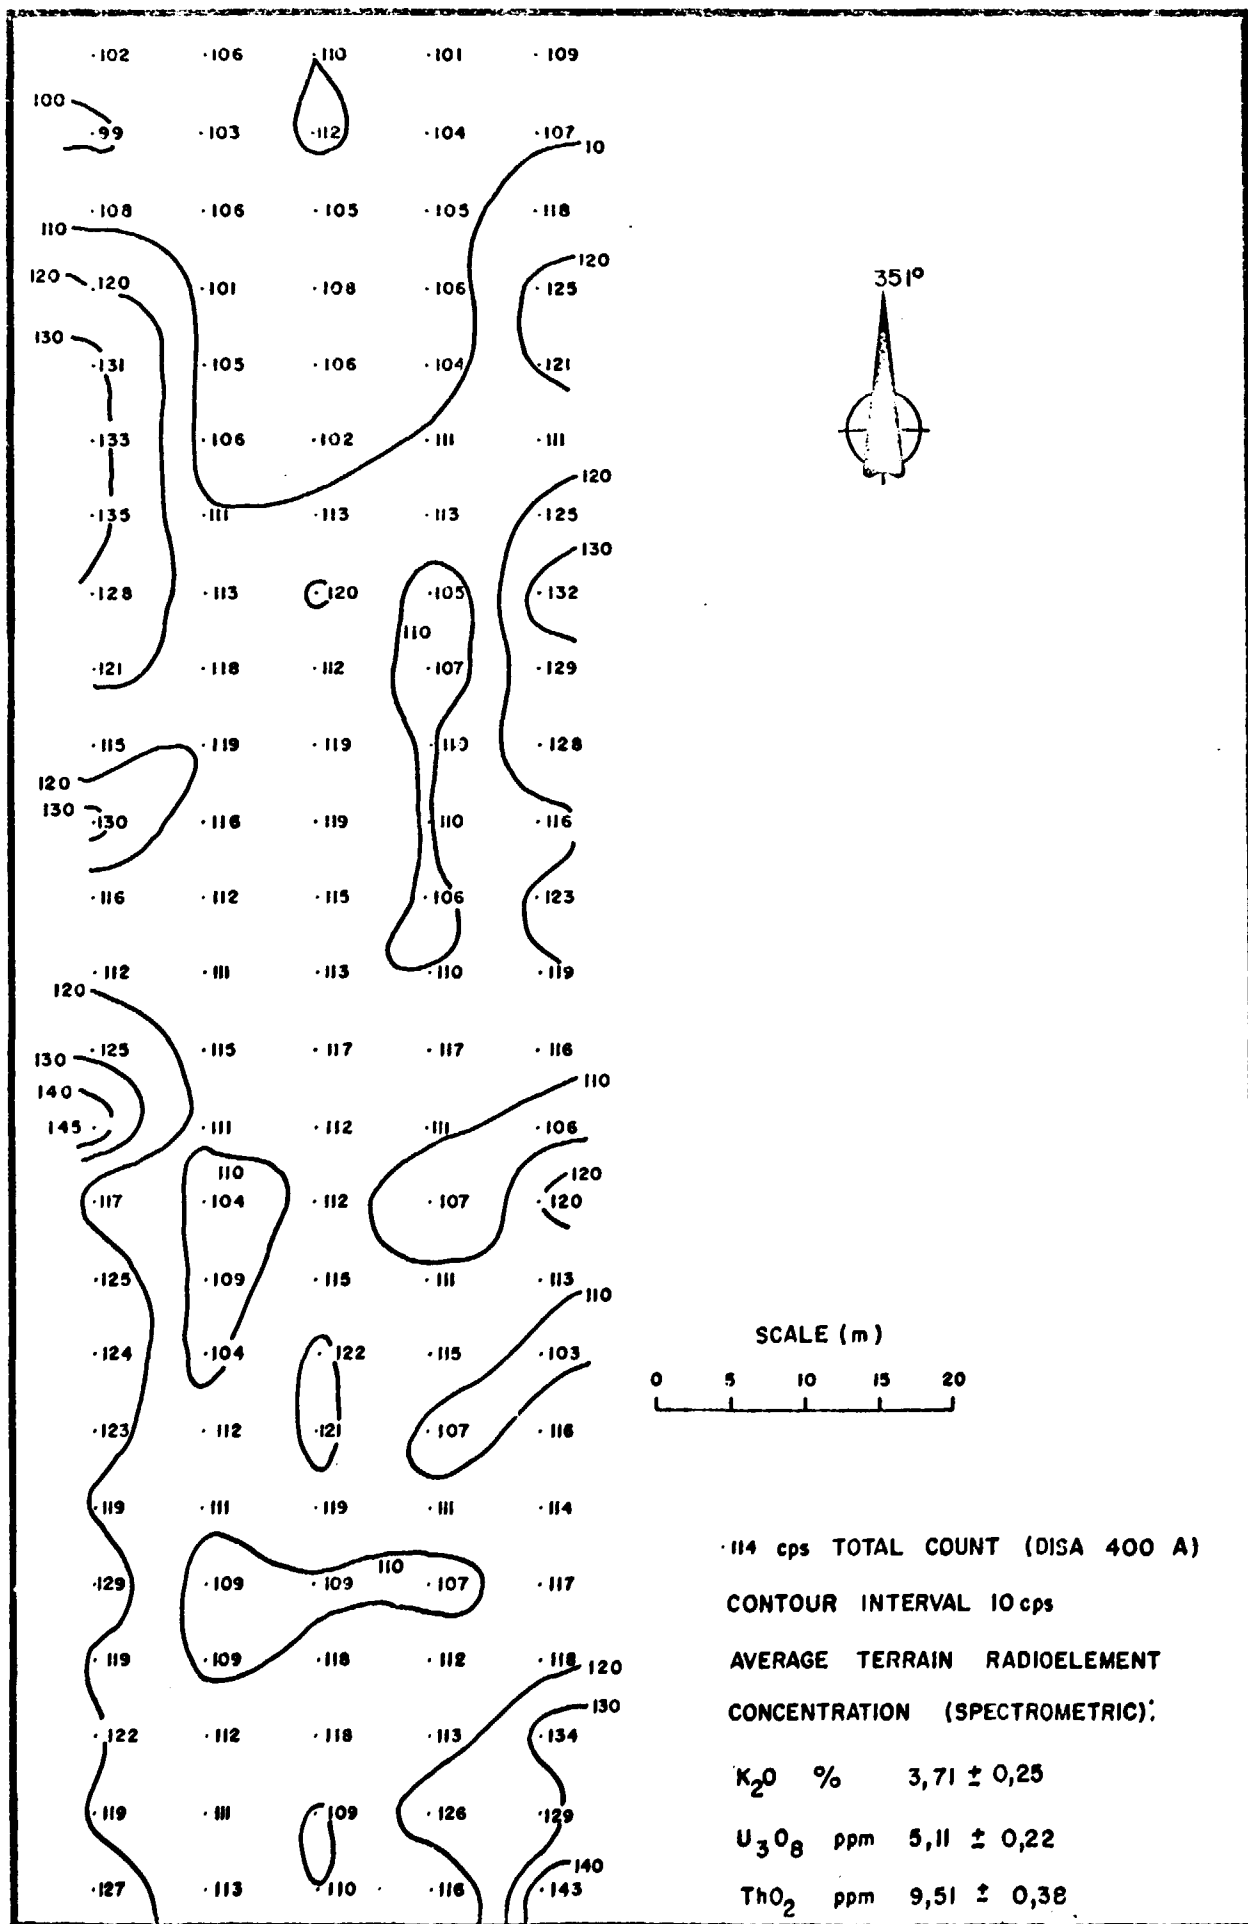 ·102 ·106 ·110 ·101 ·109
100
·99 ·103 ·112 ·104 ·107
10
·108 ·106 ·105 ·105 ·118
110
120
120
·120 ·101 ·108 ·106 ·125
351°
130
·131 ·105 ·106 ·104 ·121
·133 ·106 ·102 ·111 ·111
120
·135 ·111 ·113 ·113 ·125
130
·128 ·113 ·120 ·105 ·132
110
·121 ·118 ·112 ·107 ·129
·115 ·119 ·119 ·110 ·128
120
130
·130 ·116 ·119 ·110 ·116
·116 ·112 ·115 ·106 ·123
·112 ·111 ·113 ·110 ·119
120
·125 ·115 ·117 ·117 ·116
130
110
140
145· ·111 ·112 ·111 ·106
110
120
·117 ·104 ·112 ·107 ·120
·125 ·109 ·115 ·111 ·113
110
SCALE (m)
·124 ·104 ·122 ·115 ·103
0 5 10 15 20
·123 ·112 ·121 ·107 ·116
·119 ·111 ·119 ·111 ·114
·114 cps TOTAL COUNT (DISA 400 A)
110
·129 ·109 ·109 ·107 ·117
CONTOUR INTERVAL 10 cps
·119 ·109 ·118 ·112 ·118
120
AVERAGE TERRAIN RADIOELEMENT
130
CONCENTRATION (SPECTROMETRIC):
·122 ·112 ·118 ·113 ·134
K₂O % 3,71 ± 0,25
·119 ·111 ·109 ·126 ·129
U₃O₈ ppm 5,11 ± 0,22
140
·127 ·113 ·110 ·116 ·143
ThO₂ ppm 9,51 ± 0,38